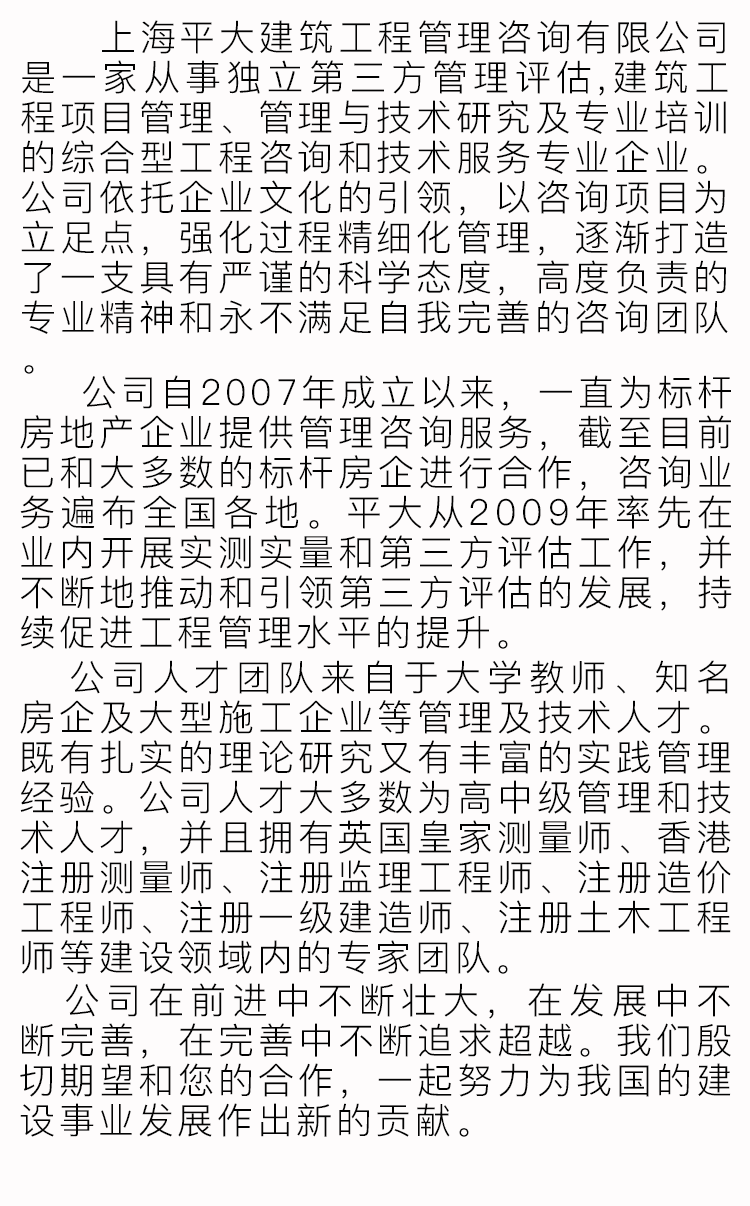 上海平大建筑工程管理咨询有限公司
是一家从事独立第三方管理评估,建筑工
程项目管理、管理与技术研究及专业培训
的综合型工程咨询和技术服务专业企业。
公司依托企业文化的引领，以咨询项目为
立足点，强化过程精细化管理，逐渐打造
了一支具有严谨的科学态度，高度负责的
专业精神和永不满足自我完善的咨询团队
。
公司自2007年成立以来，一直为标杆
房地产企业提供管理咨询服务，截至目前
已和大多数的标杆房企进行合作，咨询业
务遍布全国各地。平大从2009年率先在
业内开展实测实量和第三方评估工作，并
不断地推动和引领第三方评估的发展，持
续促进工程管理水平的提升。
公司人才团队来自于大学教师、知名
房企及大型施工企业等管理及技术人才。
既有扎实的理论研究又有丰富的实践管理
经验。公司人才大多数为高中级管理和技
术人才，并且拥有英国皇家测量师、香港
注册测量师、注册监理工程师、注册造价
工程师、注册一级建造师、注册土木工程
师等建设领域内的专家团队。
公司在前进中不断壮大，在发展中不
断完善，在完善中不断追求超越。我们殷
切期望和您的合作，一起努力为我国的建
设事业发展作出新的贡献。